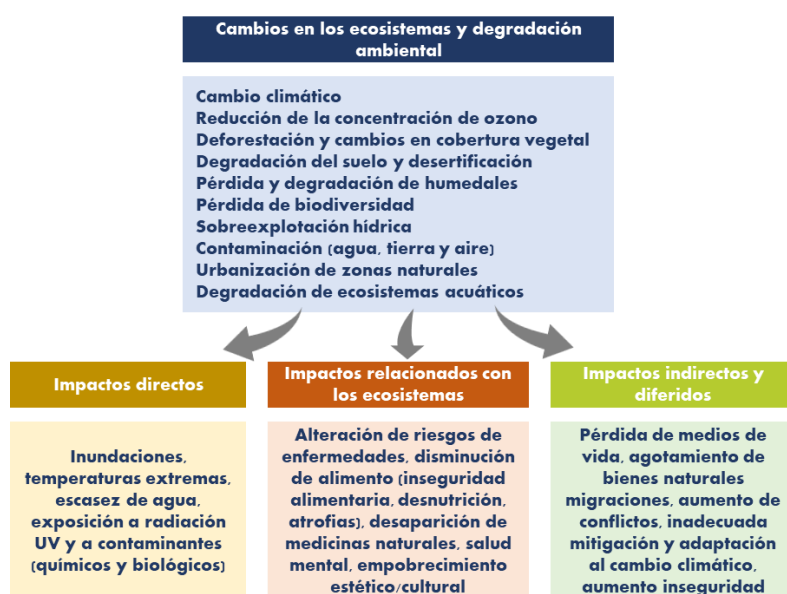 Cambios en los ecosistemas y degradación
ambiental
Cambio climático
Reducción de la concentración de ozono
Deforestación y cambios en cobertura vegetal
Degradación del suelo y desertificación
Pérdida y degradación de humedales
Pérdida de biodiversidad
Sobreexplotación hídrica
Contaminación (agua, tierra y aire)
Urbanización de zonas naturales
Degradación de ecosistemas acuáticos
Impactos directos
Inundaciones,
temperaturas extremas,
escasez de agua,
exposición a radiación
UV y a contaminantes
(químicos y biológicos)
Impactos relacionados con
los ecosistemas
Alteración de riesgos de
enfermedades, disminución
de alimento (inseguridad
alimentaria, desnutrición,
atrofias), desaparición de
medicinas naturales, salud
mental, empobrecimiento
estético/cultural
Impactos indirectos y
diferidos
Pérdida de medios de
vida, agotamiento de
bienes naturales
migraciones, aumento de
conflictos, inadecuada
mitigación y adaptación
al cambio climático,
aumento inseguridad